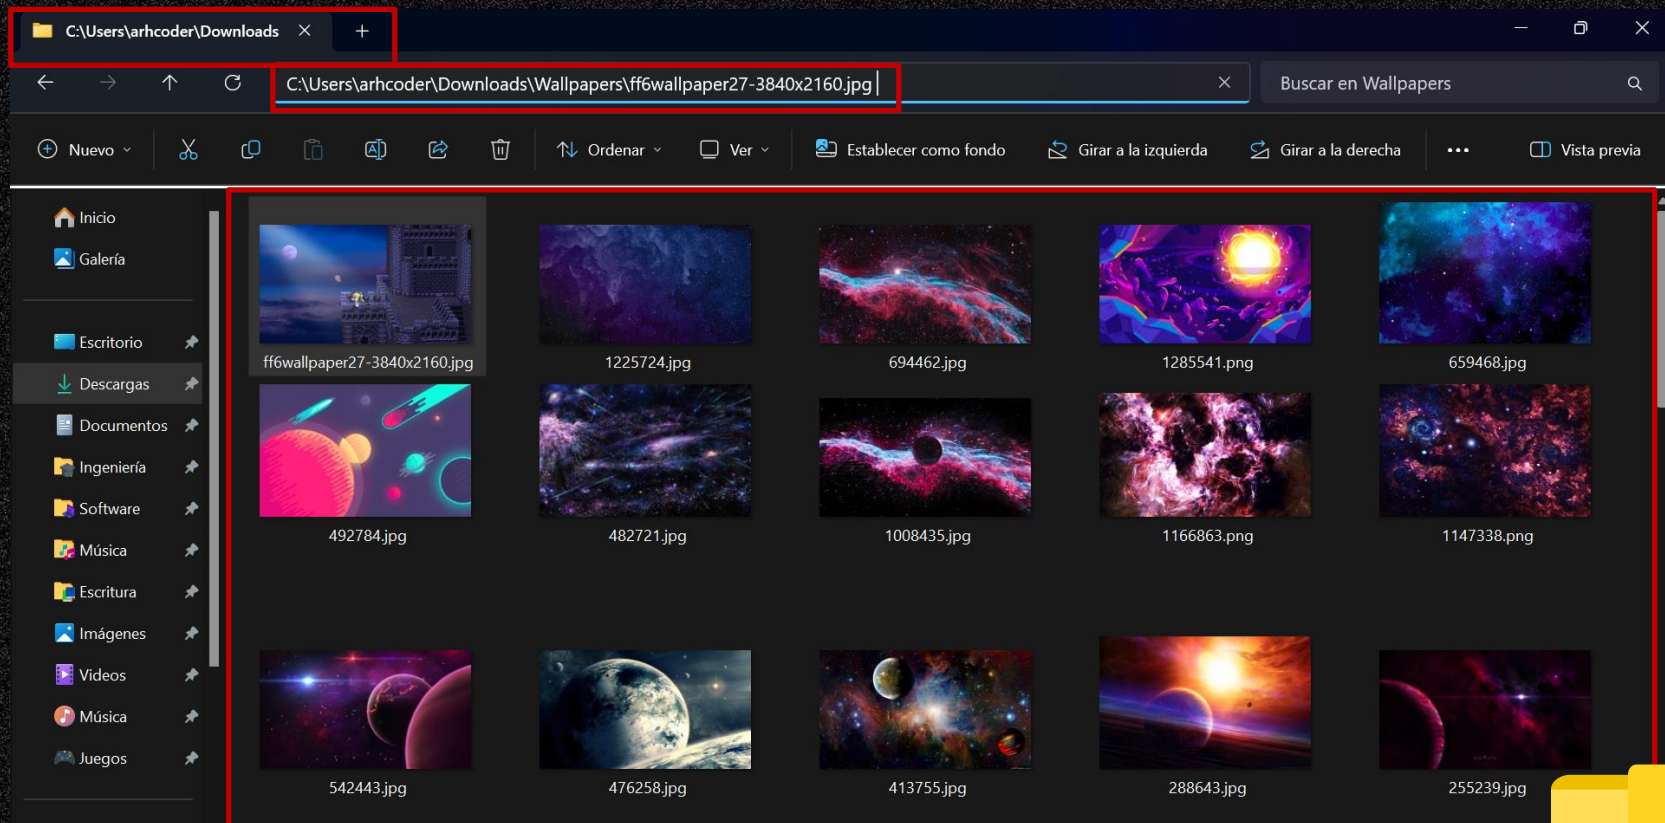 C:\Users\arhcoder\Downloads
C:\Users\arhcoder\Downloads\Wallpapers\ff6wallpaper27-3840x2160.jpg
Buscar en Wallpapers
Nuevo
Ordenar
Ver
Establecer como fondo
Girar a la izquierda
Girar a la derecha
Vista previa
Inicio
Galería
Escritorio
Descargas
Documentos
Ingeniería
Software
Música
Escritura
Imágenes
Videos
Música
Juegos
ff6wallpaper27-3840x2160.jpg
1225724.jpg
694462.jpg
1285541.png
659468.jpg
492784.jpg
482721.jpg
1008435.jpg
1166863.png
1147338.png
542443.jpg
476258.jpg
413755.jpg
288643.jpg
255239.jpg